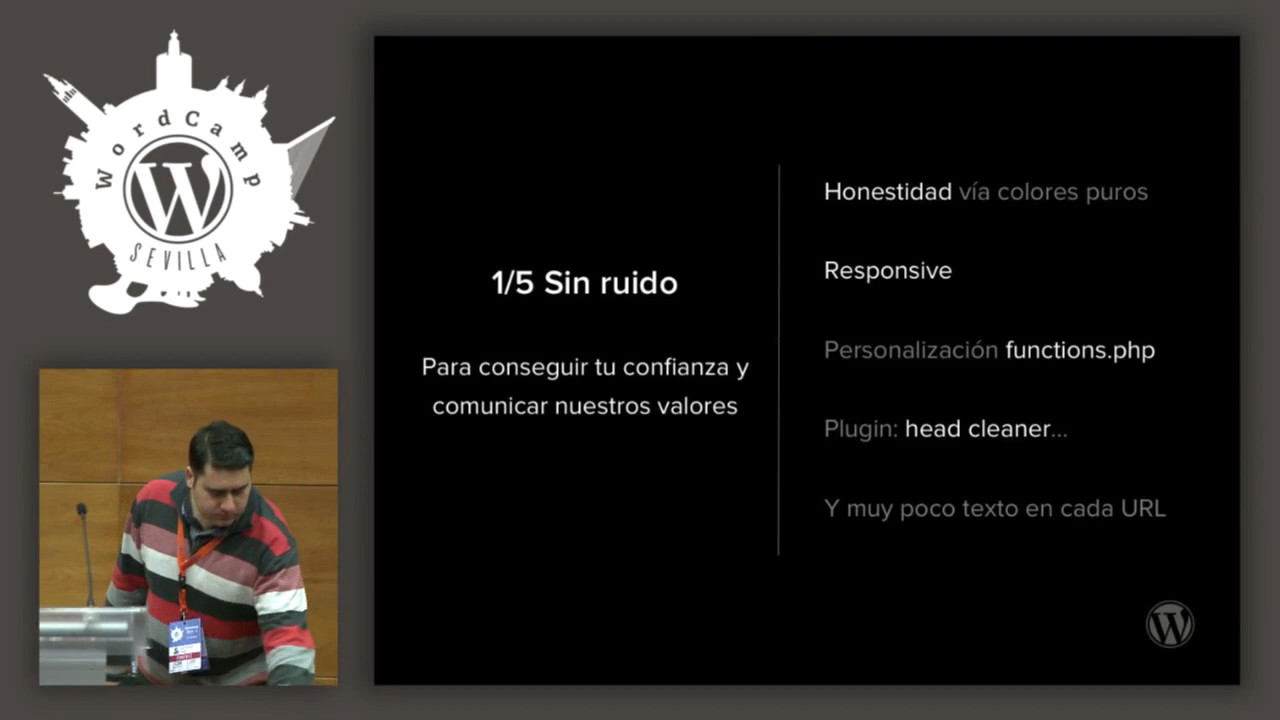 WordCamp
SEVILLA
1/5 Sin ruido
Para conseguir tu confianza y
comunicar nuestros valores
Honestidad vía colores puros
Responsive
Personalización functions.php
Plugin: head cleaner...
Y muy poco texto en cada URL